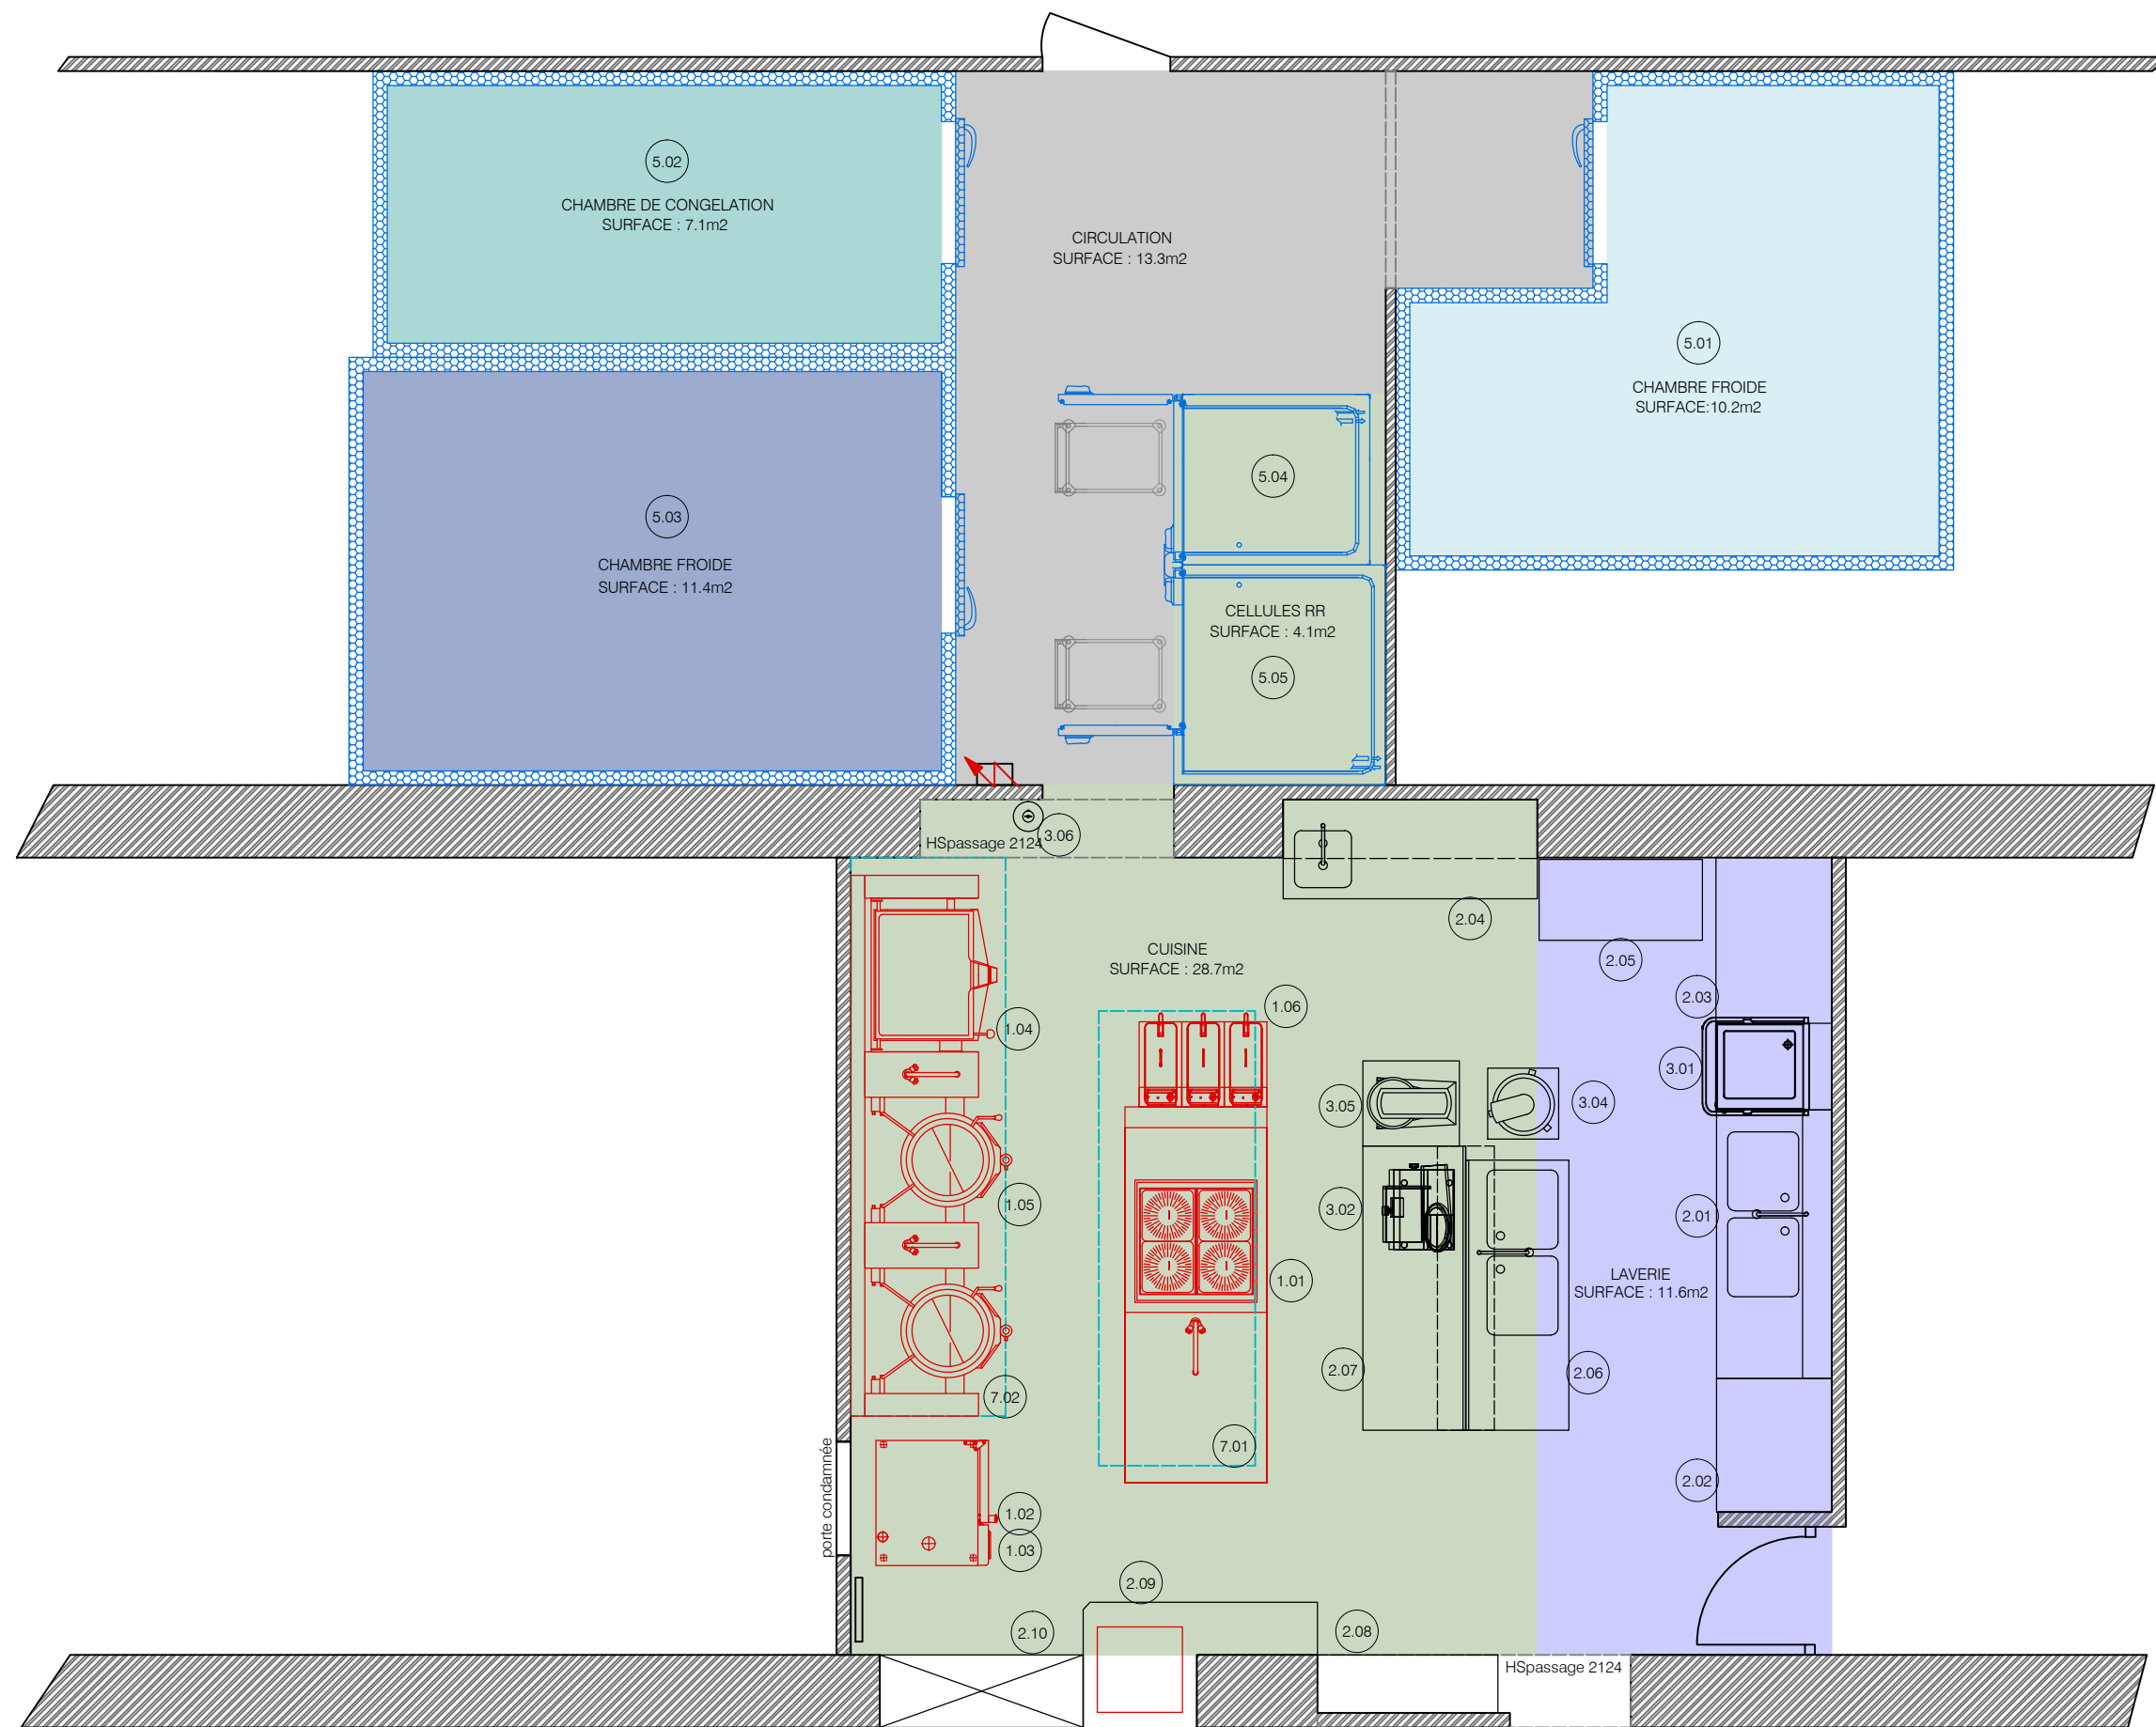 5.02
CHAMBRE DE CONGELATION
SURFACE : 7.1m2
CIRCULATION
SURFACE : 13.3m2
5.01
CHAMBRE FROIDE
SURFACE:10.2m2
5.03
CHAMBRE FROIDE
SURFACE : 11.4m2
5.04
CELLULES RR
SURFACE : 4.1m2
5.05
3.06
HSpassage 2124
2.04
CUISINE
SURFACE : 28.7m2
2.05
2.03
1.06
1.04
3.01
3.05
3.04
1.05
3.02
2.01
1.01
LAVERIE
SURFACE : 11.6m2
2.07
2.06
7.02
7.01
2.02
porte condamnée
1.02
1.03
2.09
2.10
2.08
HSpassage 2124